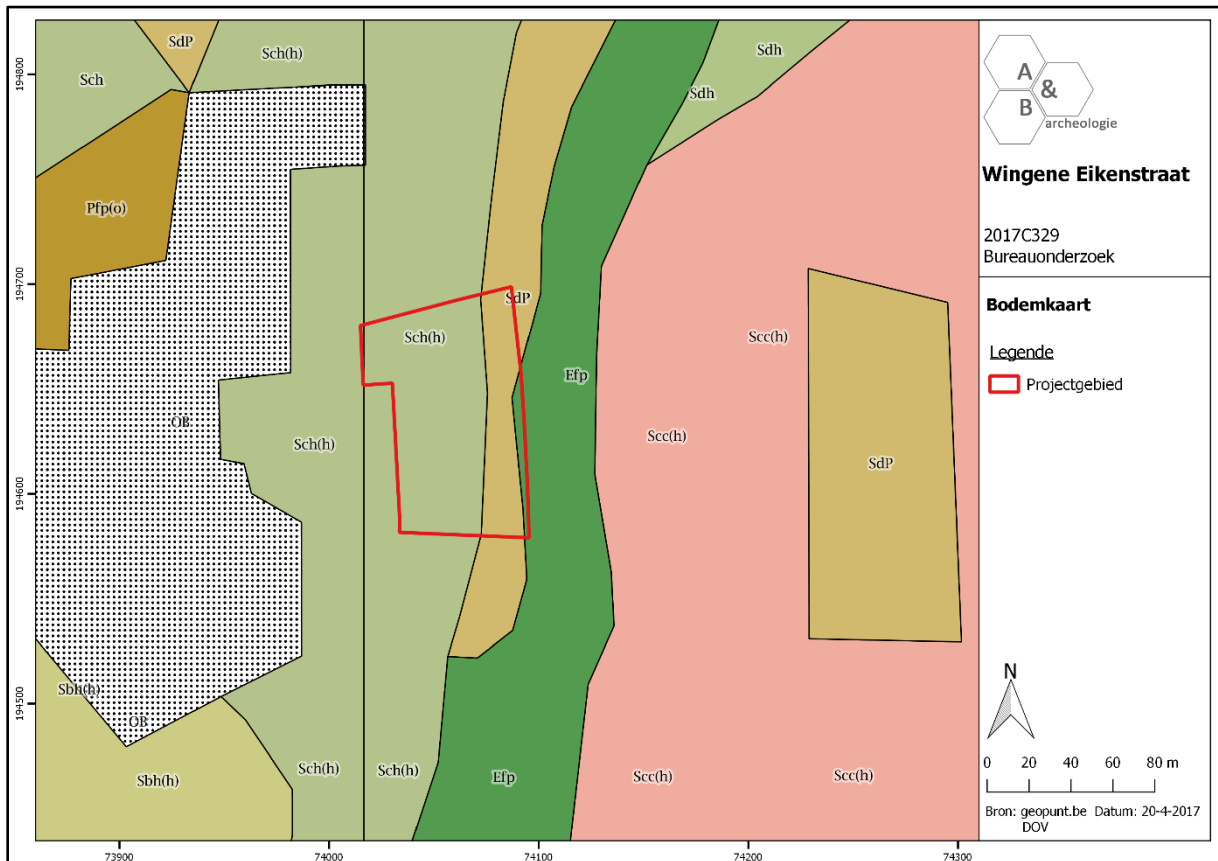 SdP
Sch(h)
Sch
Sdh
Sdh
Pfp(o)
SdP
Sch(h)
Scc(h)
Efp
OB
Sch(h)
Scc(h)
SdP
Sbh(h)
OB
Sbh(h)
Sch(h)
Sch(h)
Efp
Scc(h)
Scc(h)
194800
194700
194600
194500
73900
74000
74100
74200
74300
A
&
B
archeologie
Wingene Eikenstraat
2017C329
Bureauonderzoek
Bodemkaart
Legende
Projectgebied
N
0 20 40 60 80 m
Bron: geopunt.be Datum: 20-4-2017
DOV